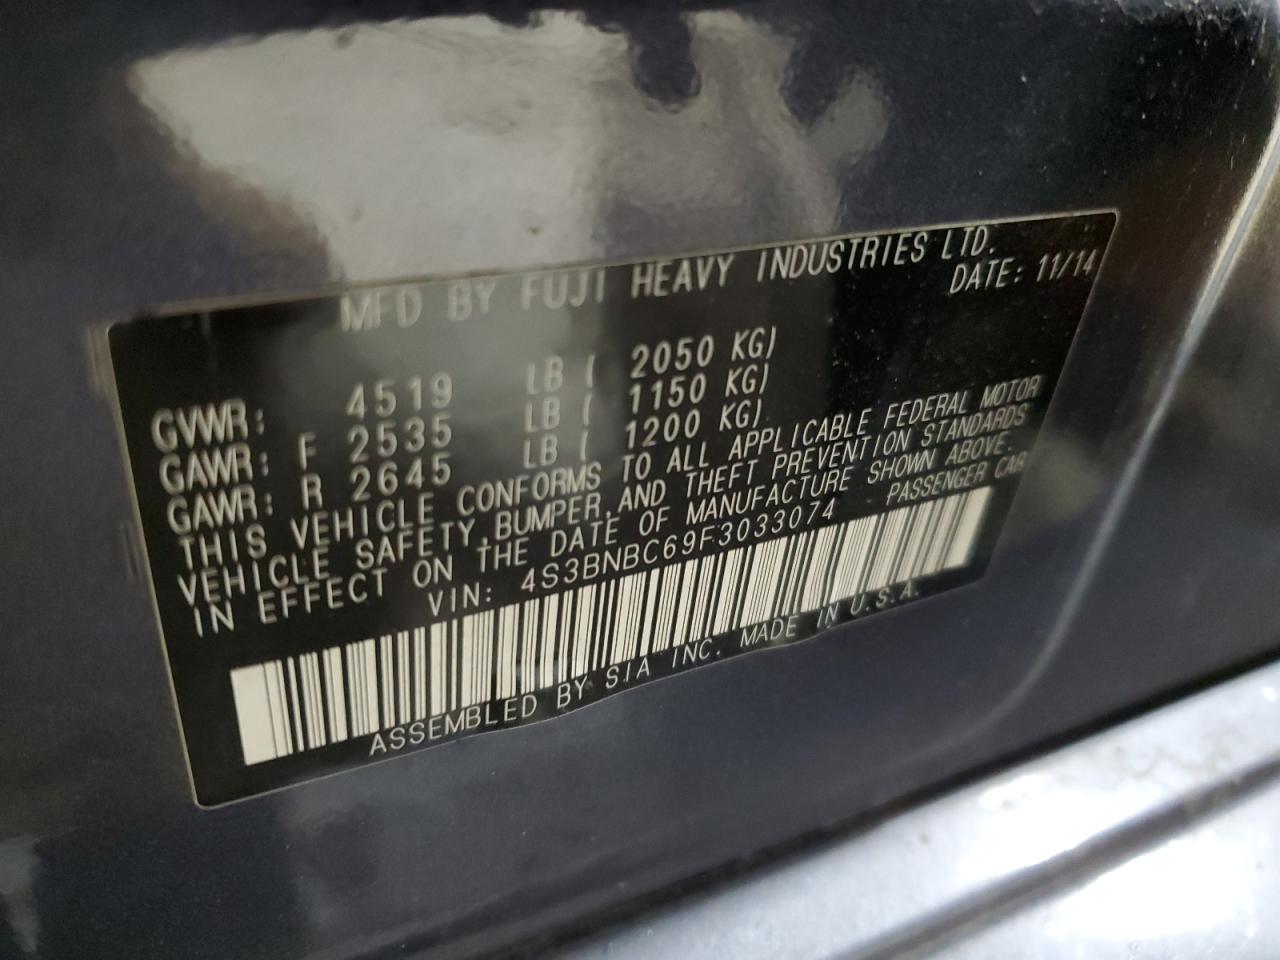 MFD BY FUJI HEAVY INDUSTRIES LTD.
DATE: 11/14
GVWR: 4519 LB ( 2050 KG)
GAWR: F 2535 LB ( 1150 KG)
GAWR: R 2645 LB ( 1200 KG)
THIS VEHICLE CONFORMS TO ALL APPLICABLE FEDERAL MOTOR
VEHICLE SAFETY, BUMPER, AND THEFT PREVENTION STANDARDS
IN EFFECT ON THE DATE OF MANUFACTURE SHOWN ABOVE.
VIN: 4S3BNBC69F3033074 PASSENGER CAR
ASSEMBLED BY S.I.A. INC. MADE IN U.S.A.